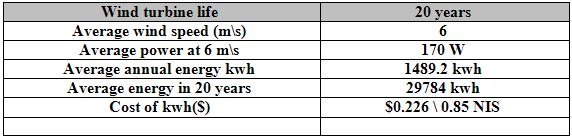 Wind turbine life 20 years
Average wind speed (m\s) 6
Average power at 6 m\s 170 W
Average annual energy kwh 1489.2 kwh
Average energy in 20 years 29784 kwh
Cost of kwh($) $0.226 \ 0.85 NIS